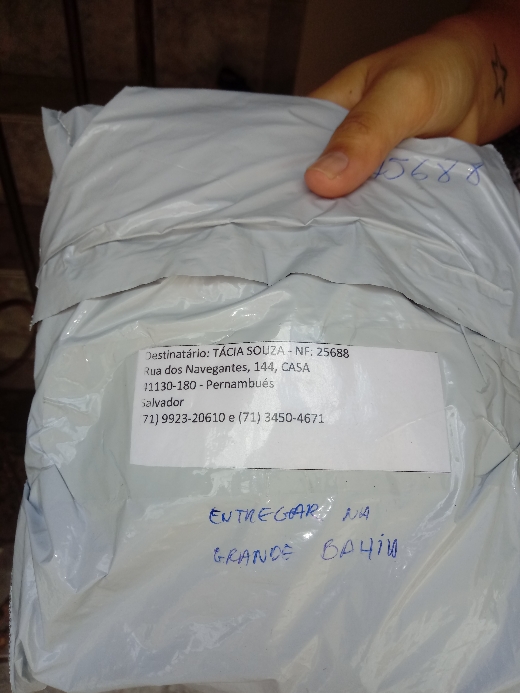 25688
Destinatário: TÁCIA SOUZA - NF: 25688
Rua dos Navegantes, 144, CASA
41130-180 - Pernambués
Salvador
(71) 9923-20610 e (71) 3450-4671
ENTREGAR NA
GRANDE BAHIA